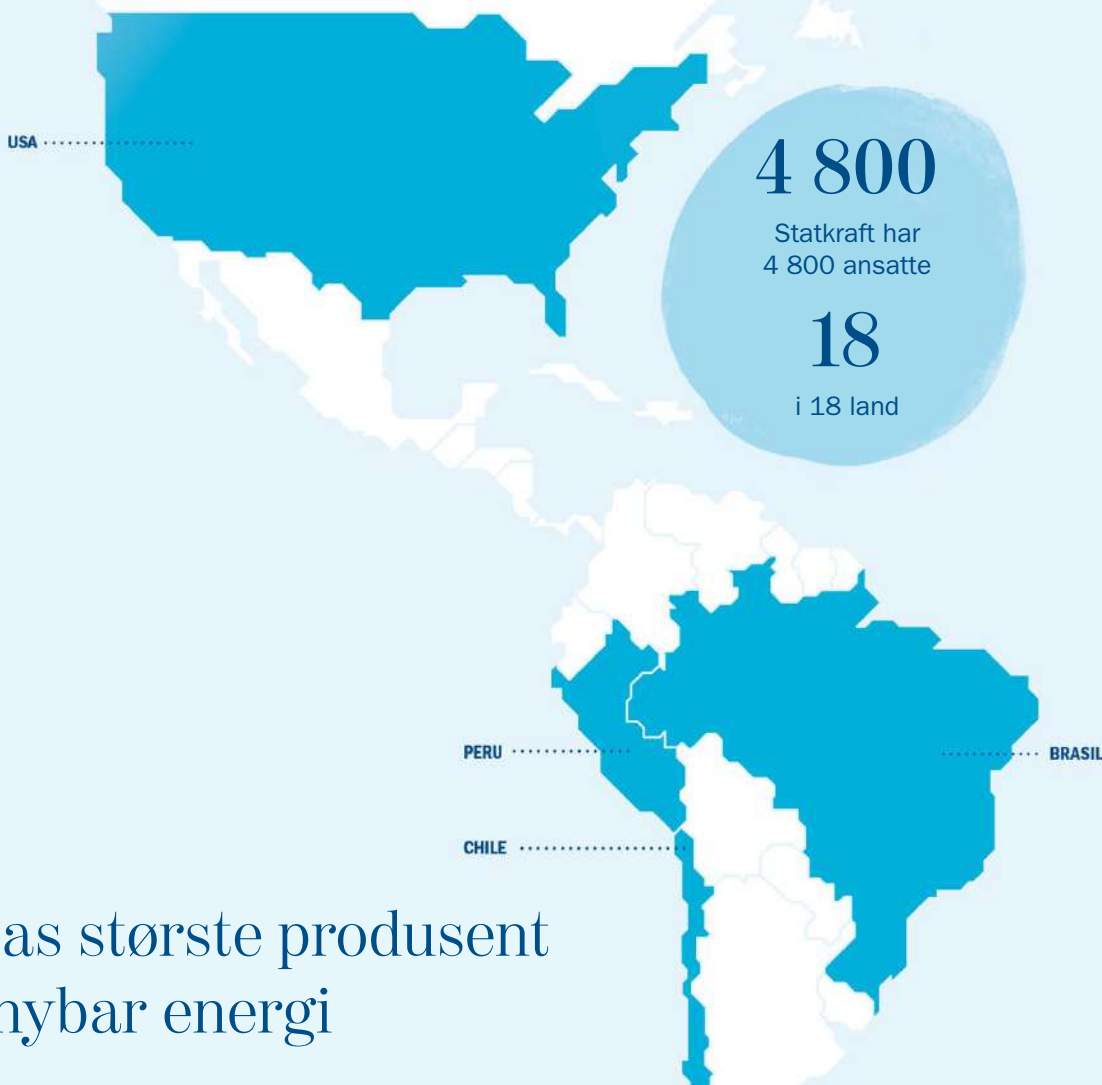 USA
4 800
Statkraft har
4 800 ansatte
18
i 18 land
PERU
BRASIL
CHILE
as største produsent
nybar energi